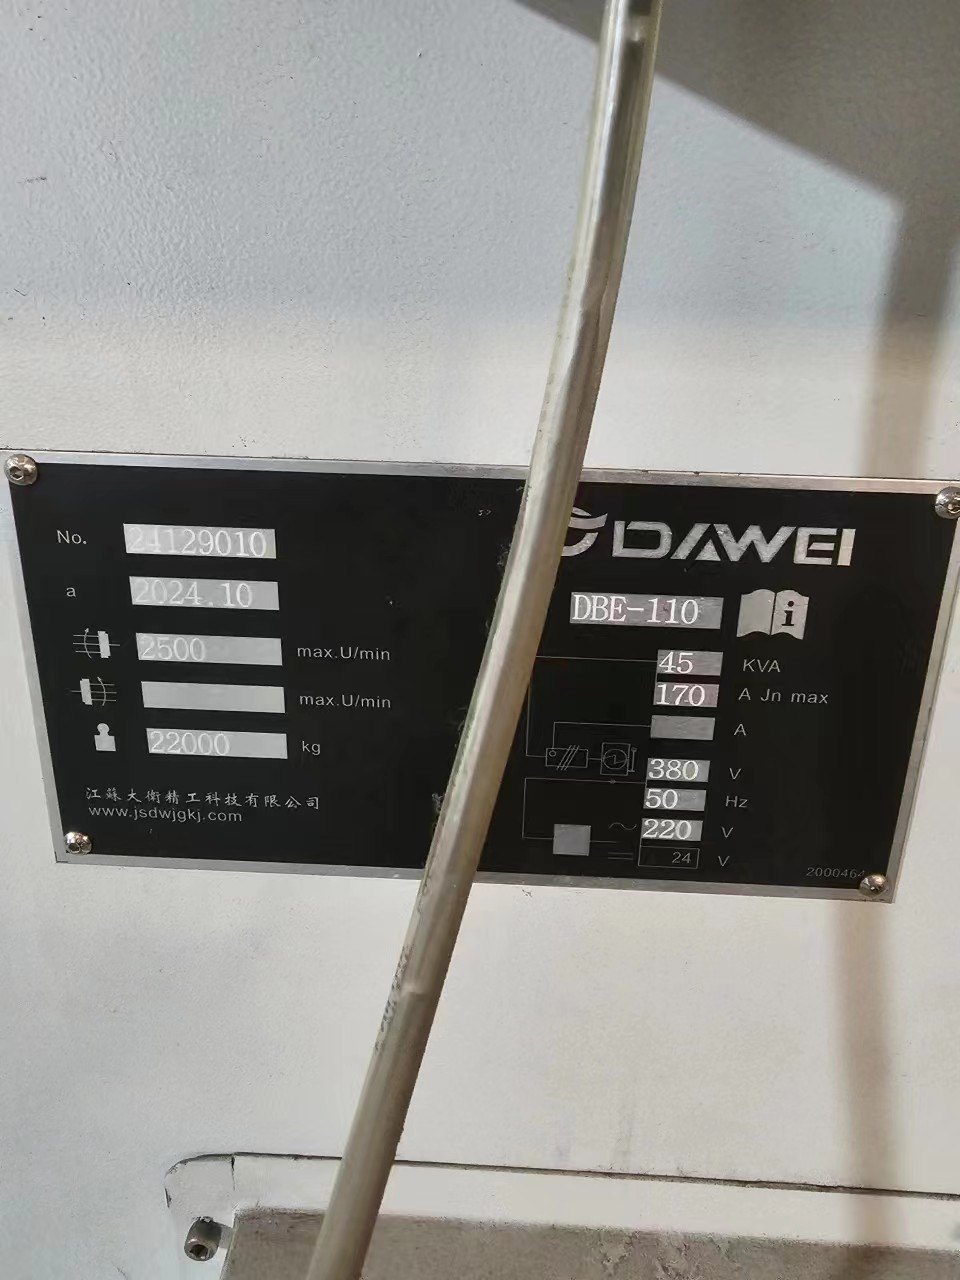 No. 24129010
a 2024.10
2500 max.U/min
max.U/min
22000 kg
江蘇大衛精工科技有限公司
www.jsdwjgkj.com
DAWEI
DBE-110
45 KVA
170 A Jn max
A
380 V
50 Hz
220 V
24 V
2000464